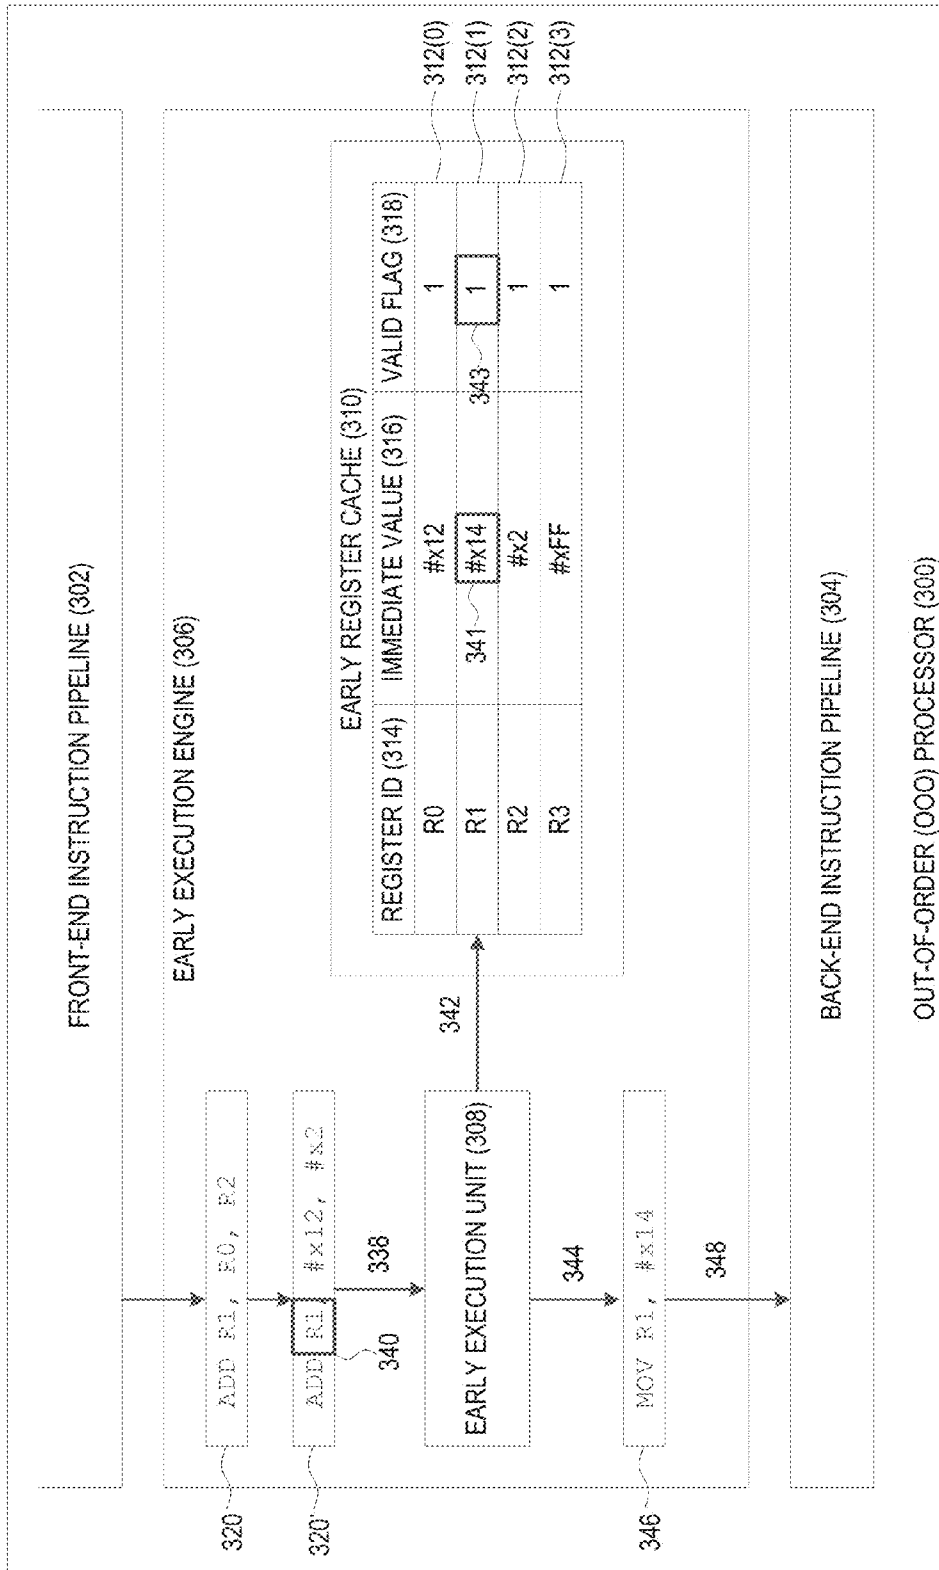 FRONT-END INSTRUCTION PIPELINE (302)
EARLY EXECUTION ENGINE (306)
320
ADD R1, R0, R2
320'
ADD R1, #x12, #x2
340
338
EARLY EXECUTION UNIT (308)
342
344
346
MOV R1, #x14
348
EARLY REGISTER CACHE (310)
REGISTER ID (314) IMMEDIATE VALUE (316) VALID FLAG (318)
R0 #x12 1 312(0)
R1 #x14 1 312(1)
341 343
R2 #x2 1 312(2)
R3 #xFF 1 312(3)
BACK-END INSTRUCTION PIPELINE (304)
OUT-OF-ORDER (OOO) PROCESSOR (300)